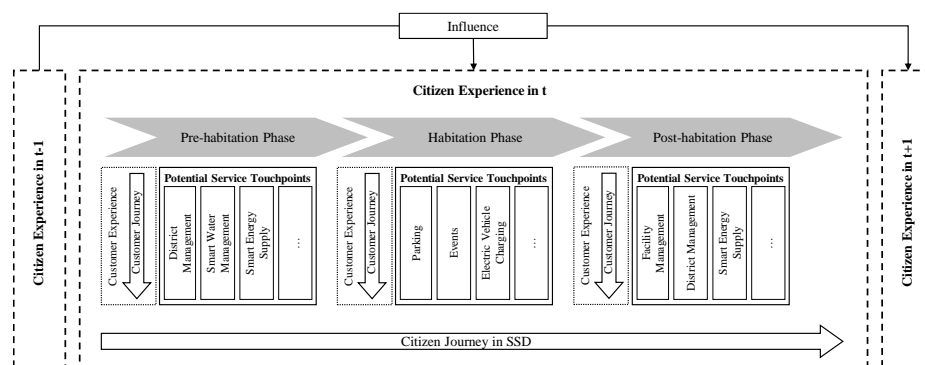 Influence
Citizen Experience in t-1
Citizen Experience in t
Citizen Experience in t+1
Pre-habitation Phase
Habitation Phase
Post-habitation Phase
Customer Experience
Customer Journey
Potential Service Touchpoints
District
Management
Smart Water
Management
Smart Energy
Supply
…
Customer Experience
Customer Journey
Potential Service Touchpoints
Parking
Events
Electric Vehicle
Charging
…
Customer Experience
Customer Journey
Potential Service Touchpoints
Facility
Management
District Management
Smart Energy
Supply
…
Citizen Journey in SSD